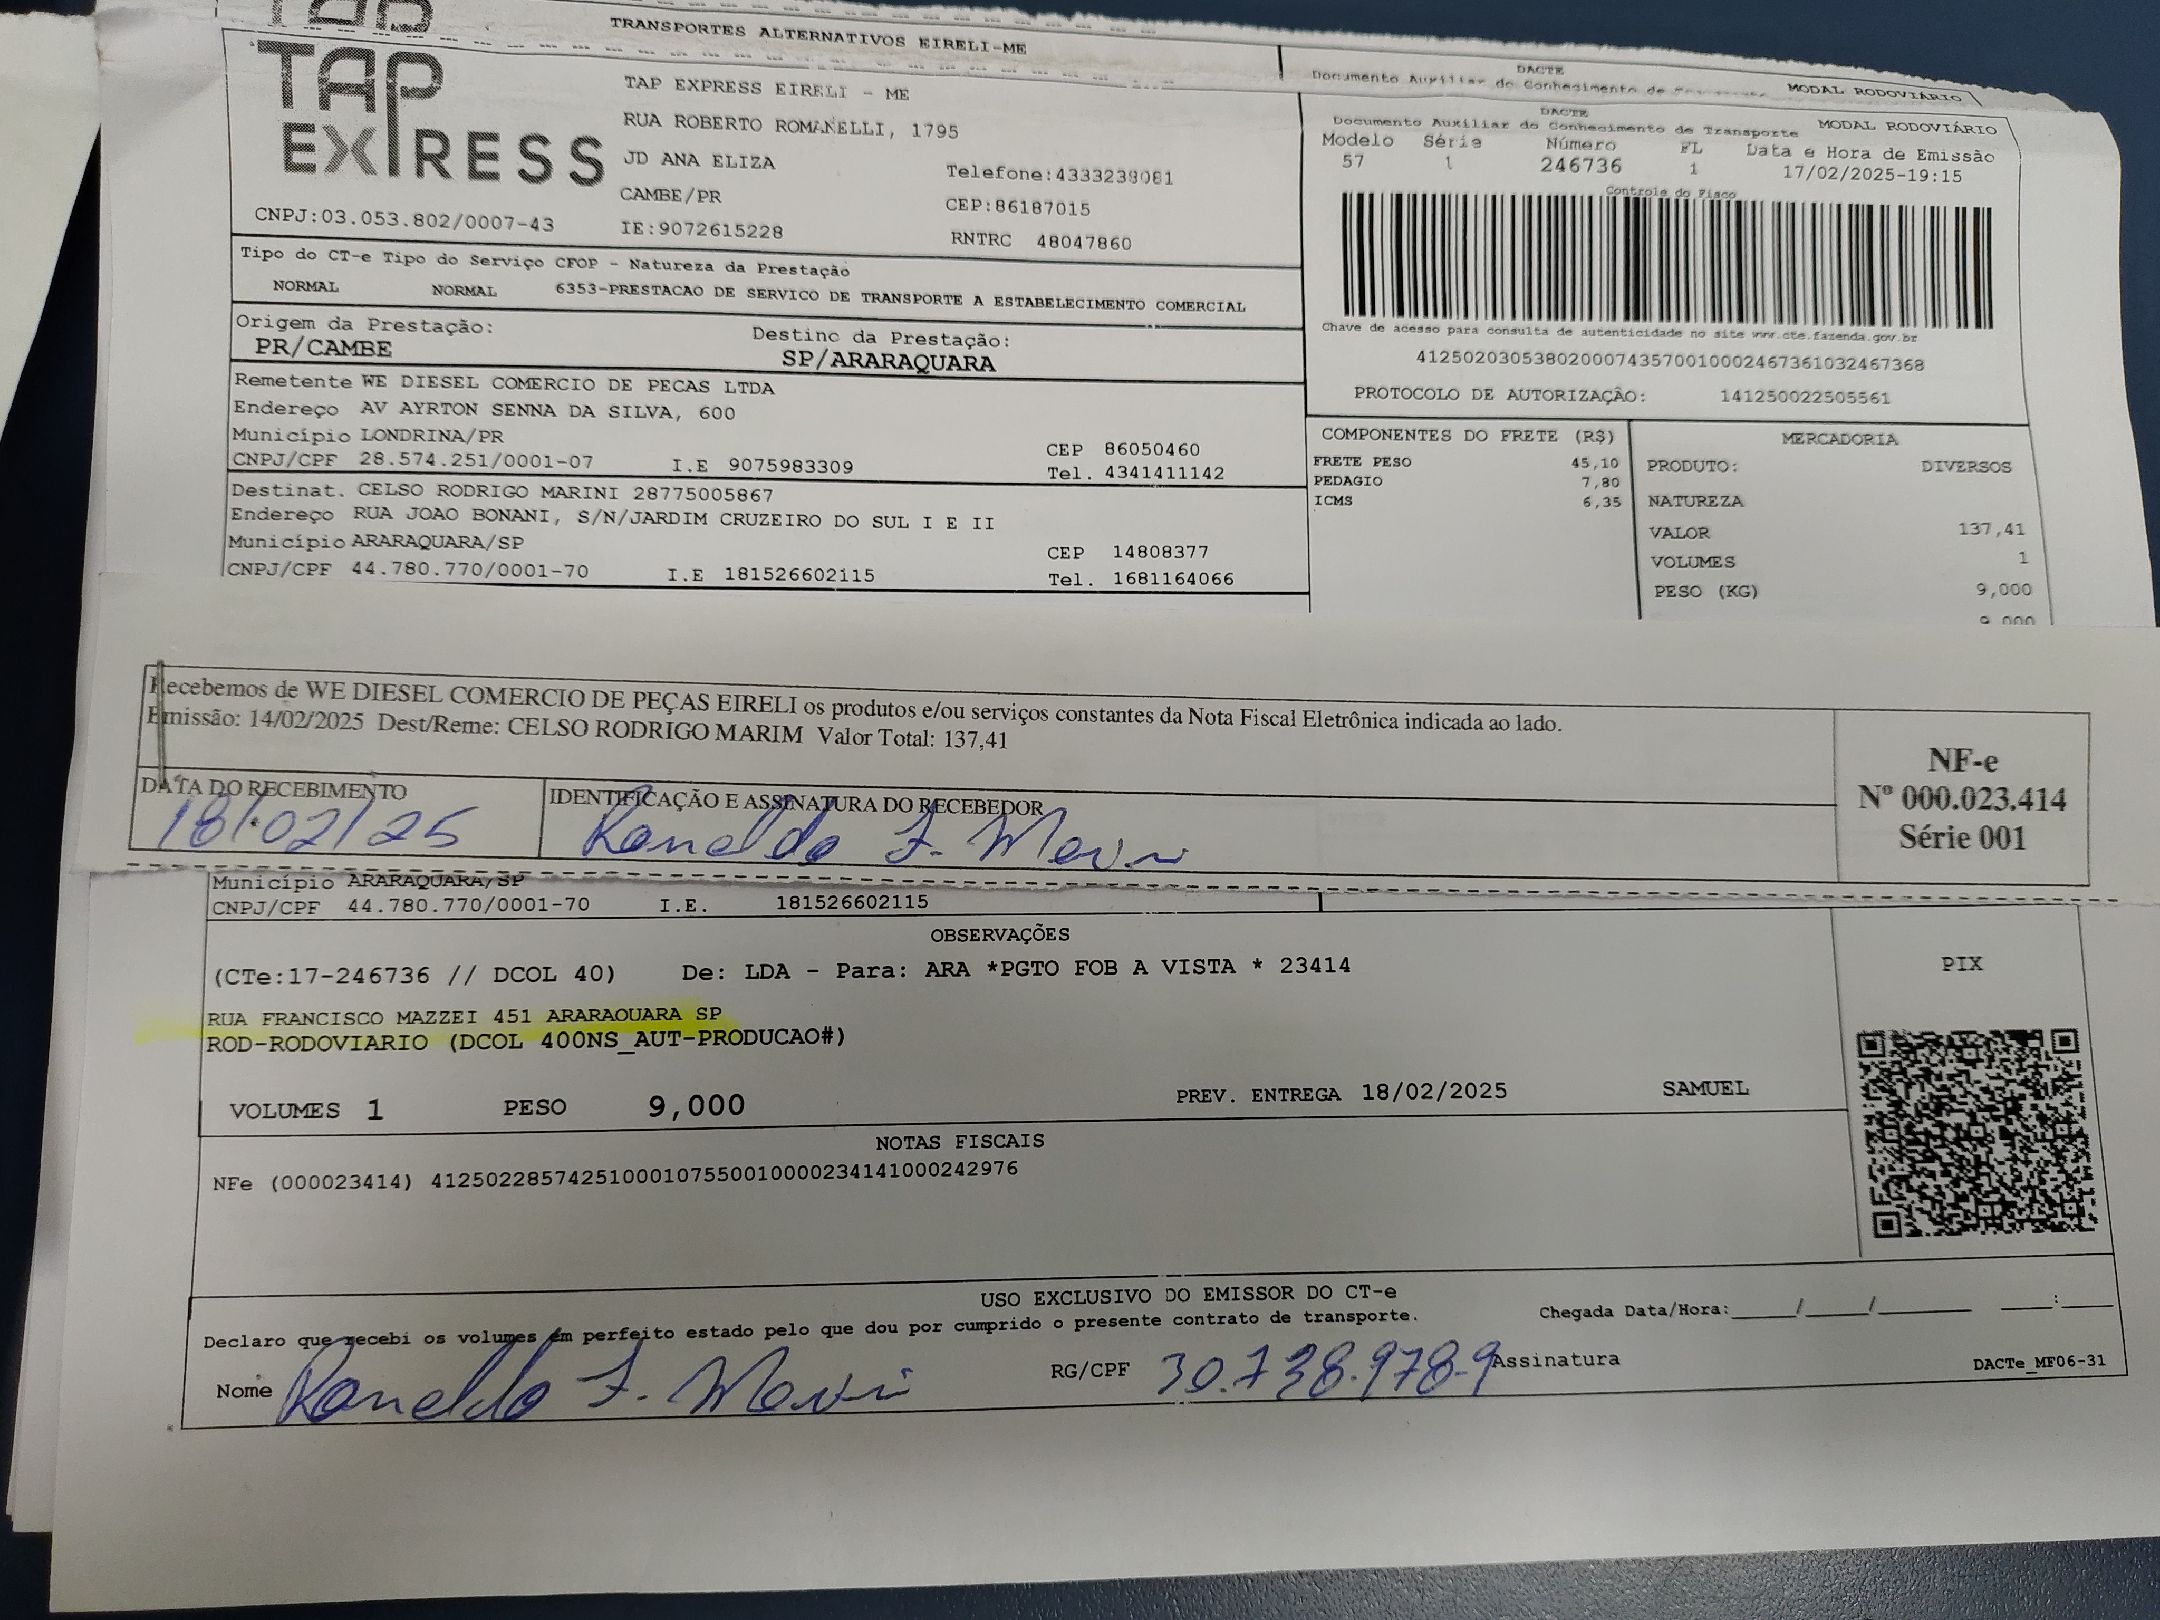 TRANSPORTES ALTERNATIVOS EIRELI-ME
DACTE
MODAL RODOVIÁRIO
TAP
EXPRESS
CNPJ:03.053.802/0007-43
TAP EXPRESS EIRELI - ME
RUA ROBERTO ROMANELLI, 1795
JD ANA ELIZA
Telefone:4333239081
CAMBE/PR
CEP:86187015
IE:9072615228
RNTRC 48047860
DACTE
Documento Auxiliar do Conhecimento de Transporte MODAL RODOVIÁRIO
Modelo Série Número FL Data e Hora de Emissão
57 1 246736 1 17/02/2025-19:15
Controle do Fisco
Chave de acesso para consulta de autenticidade no site www.cte.fazenda.gov.br
41250203053802000743570010002467361032467368
PROTOCOLO DE AUTORIZAÇÃO: 141250022505561
Tipo do CT-e Tipo do Serviço CFOP - Natureza da Prestação
NORMAL NORMAL 6353-PRESTACAO DE SERVICO DE TRANSPORTE A ESTABELECIMENTO COMERCIAL
Origem da Prestação: Destino da Prestação:
PR/CAMBE SP/ARARAQUARA
Remetente WE DIESEL COMERCIO DE PECAS LTDA
Endereço AV AYRTON SENNA DA SILVA, 600
Município LONDRINA/PR CEP 86050460
CNPJ/CPF 28.574.251/0001-07 I.E 9075983309 Tel. 4341411142
Destinat. CELSO RODRIGO MARINI 28775005867
Endereço RUA JOAO BONANI, S/N/JARDIM CRUZEIRO DO SUL I E II
Município ARARAQUARA/SP CEP 14808377
CNPJ/CPF 44.780.770/0001-70 I.E 181526602115 Tel. 1681164066
COMPONENTES DO FRETE (R$)
FRETE PESO 45,10
PEDAGIO 7,80
ICMS 6,35
MERCADORIA
PRODUTO: DIVERSOS
NATUREZA
VALOR 137,41
VOLUMES 1
PESO (KG) 9,000
9,000
Recebemos de WE DIESEL COMERCIO DE PEÇAS EIRELI os produtos e/ou serviços constantes da Nota Fiscal Eletrônica indicada ao lado.
Emissão: 14/02/2025 Dest/Reme: CELSO RODRIGO MARIM Valor Total: 137,41
DATA DO RECEBIMENTO
18/02/25
IDENTIFICAÇÃO E ASSINATURA DO RECEBEDOR
Ronaldo J. Marini
NF-e
Nº 000.023.414
Série 001
Município ARARAQUARA/SP
CNPJ/CPF 44.780.770/0001-70 I.E. 181526602115
OBSERVAÇÕES
(CTe:17-246736 // DCOL 40) De: LDA - Para: ARA *PGTO FOB A VISTA * 23414
RUA FRANCISCO MAZZEI 451 ARARAQUARA SP
ROD-RODOVIARIO (DCOL 400NS_AUT-PRODUCAO#)
VOLUMES 1 PESO 9,000 PREV. ENTREGA 18/02/2025 SAMUEL
PIX
NOTAS FISCAIS
NFe (000023414) 41250228574251000107550010000234141000242976
USO EXCLUSIVO DO EMISSOR DO CT-e
Declaro que recebi os volumes em perfeito estado pelo que dou por cumprido o presente contrato de transporte. Chegada Data/Hora:____/____/______ ___:___
Nome Ronaldo J. Marini RG/CPF 30.738.978-9 Assinatura
DACTe_MF06-31